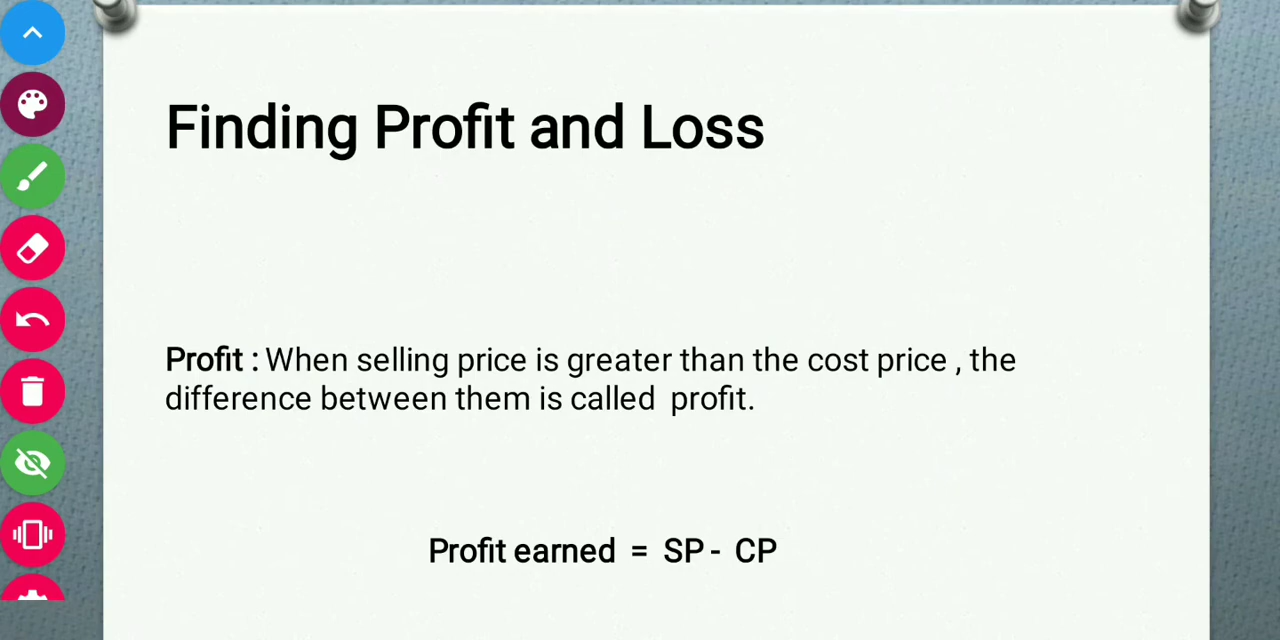 Finding Profit and Loss
Profit : When selling price is greater than the cost price , the
difference between them is called profit.
Profit earned = SP - CP